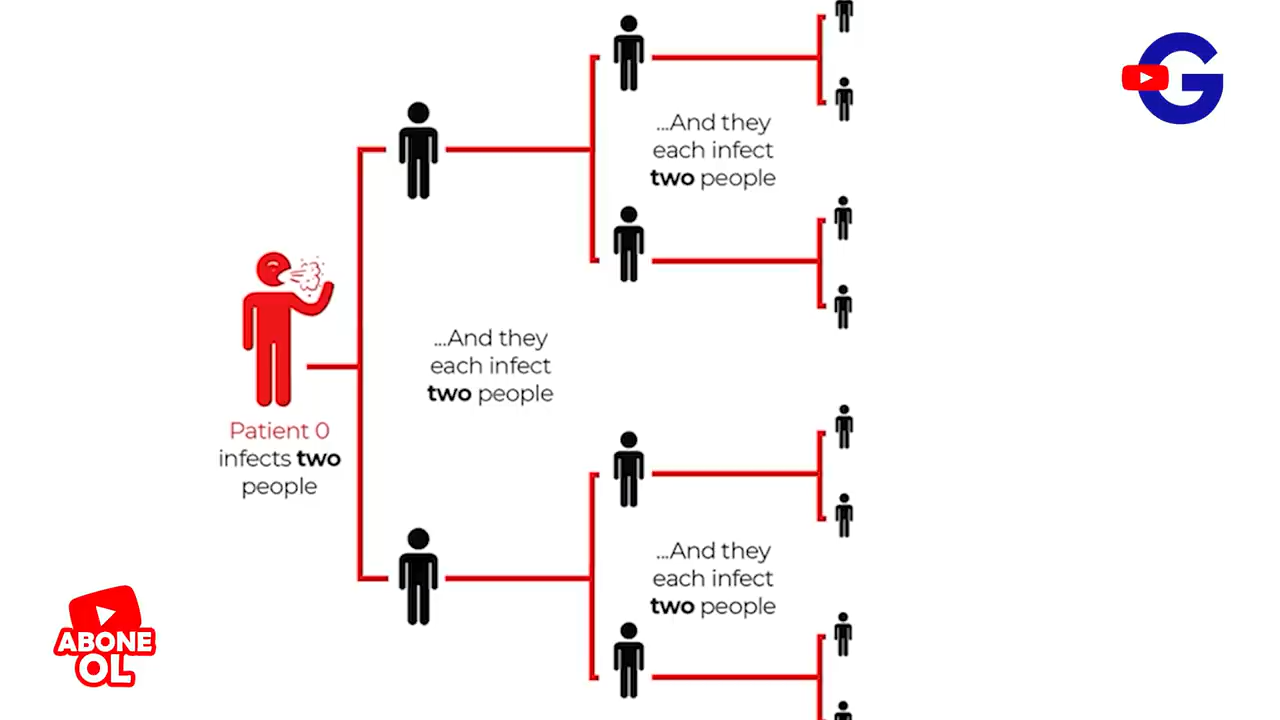 Patient 0
infects two
people
...And they
each infect
two people
...And they
each infect
two people
...And they
each infect
two people
G
ABONE
OL